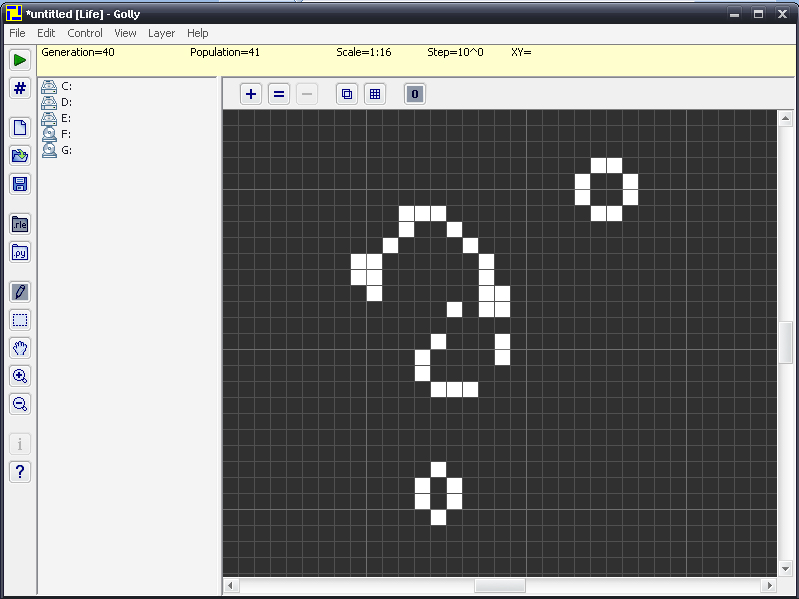 *untitled [Life] - Golly
File Edit Control View Layer Help
Generation=40 Population=41 Scale=1:16 Step=10^0 XY=
#
.rle
.py
i
?
C:
D:
E:
F:
G:
+ = − 0